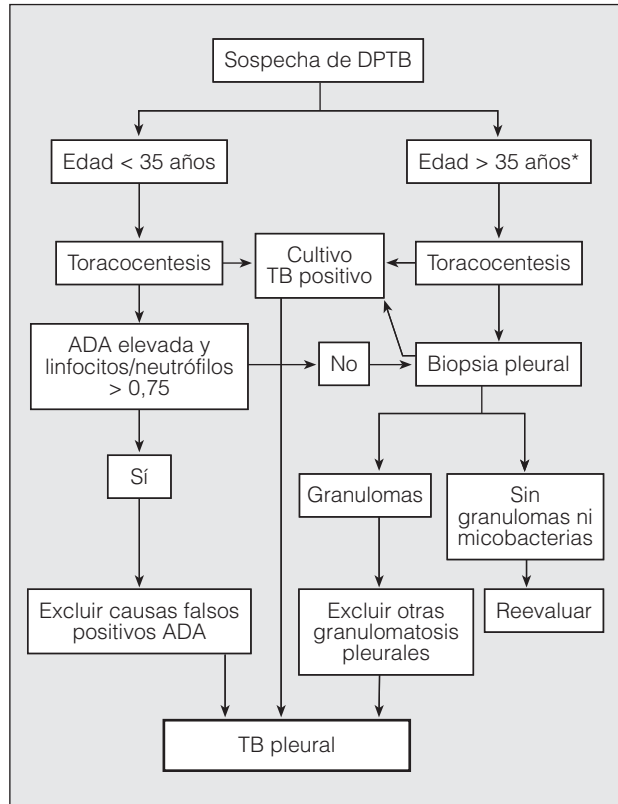 Sospecha de DPTB
Edad < 35 años
Edad > 35 años*
Toracocentesis
Cultivo
TB positivo
Toracocentesis
ADA elevada y
linfocitos/neutrófilos
> 0,75
No
Biopsia pleural
Sí
Granulomas
Sin
granulomas ni
micobacterias
Excluir causas falsos
positivos ADA
Excluir otras
granulomatosis
pleurales
Reevaluar
TB pleural